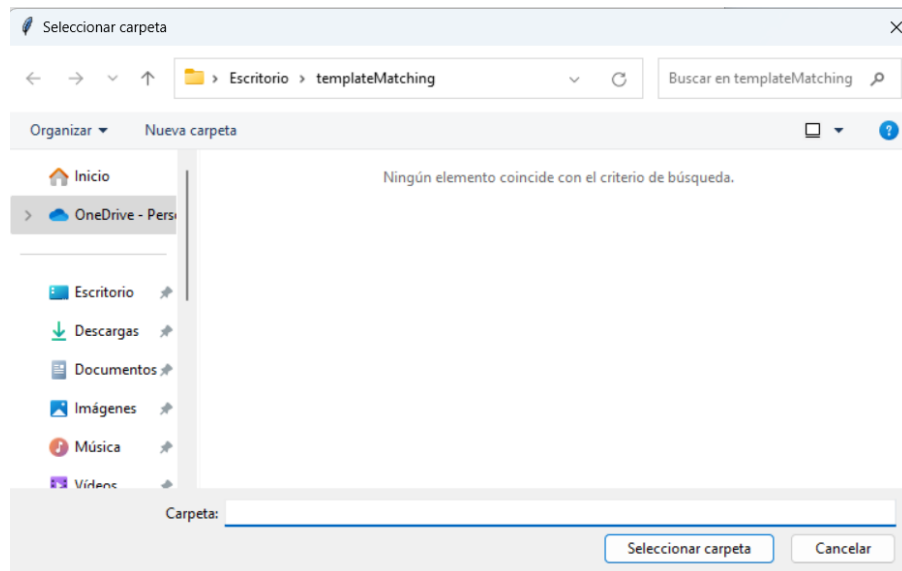 Seleccionar carpeta
Escritorio templateMatching
Buscar en templateMatching
Organizar Nueva carpeta
Ningún elemento coincide con el criterio de búsqueda.
Inicio
OneDrive - Pers
Escritorio
Descargas
Documentos
Imágenes
Música
Vídeos
Carpeta:
Seleccionar carpeta Cancelar